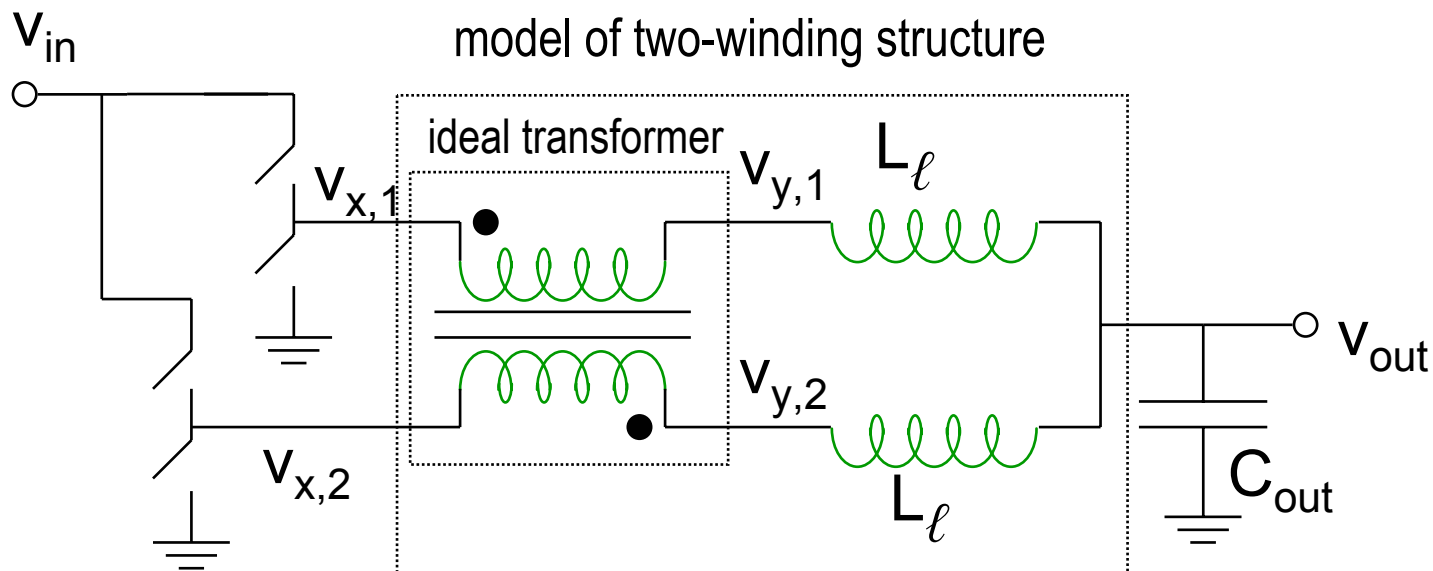 v_in
model of two-winding structure
ideal transformer
v_x,1
v_y,1
L_ℓ
v_x,2
v_y,2
L_ℓ
v_out
C_out